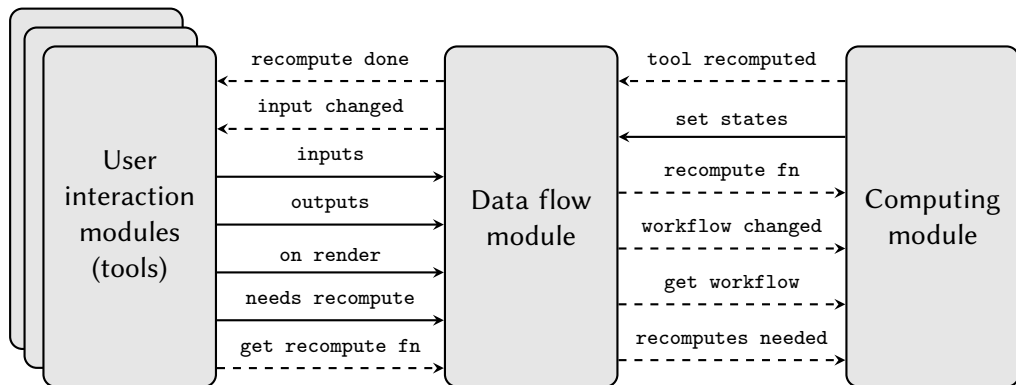 User
interaction
modules
(tools)
recompute done
input changed
inputs
outputs
on render
needs recompute
get recompute fn
Data flow
module
tool recomputed
set states
recompute fn
workflow changed
get workflow
recomputes needed
Computing
module